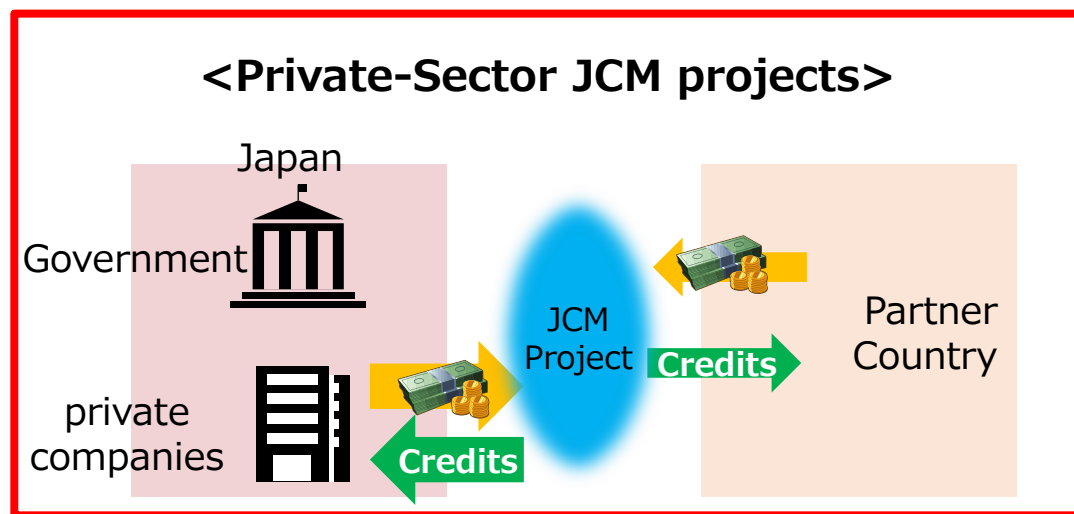 <Private-Sector JCM projects>
Japan
Government
private
companies
JCM
Project
Credits
Credits
Partner
Country